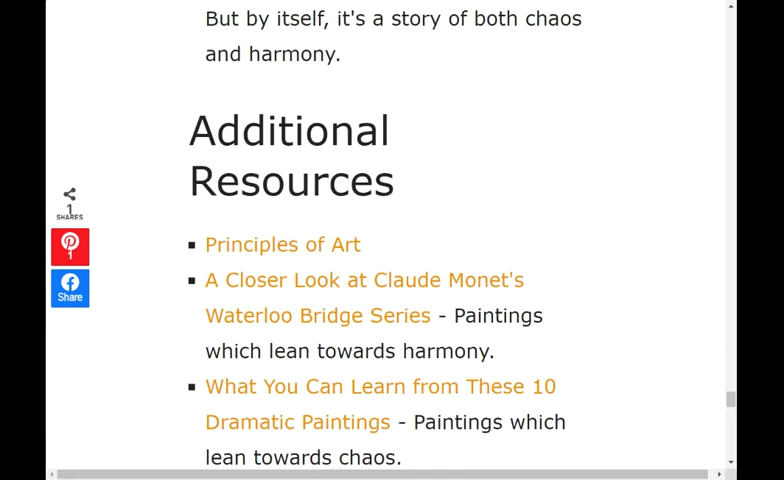 But by itself, it's a story of both chaos
and harmony.
Additional
Resources
1
SHARES
1
Share
Principles of Art
A Closer Look at Claude Monet's
Waterloo Bridge Series - Paintings
which lean towards harmony.
What You Can Learn from These 10
Dramatic Paintings - Paintings which
lean towards chaos.